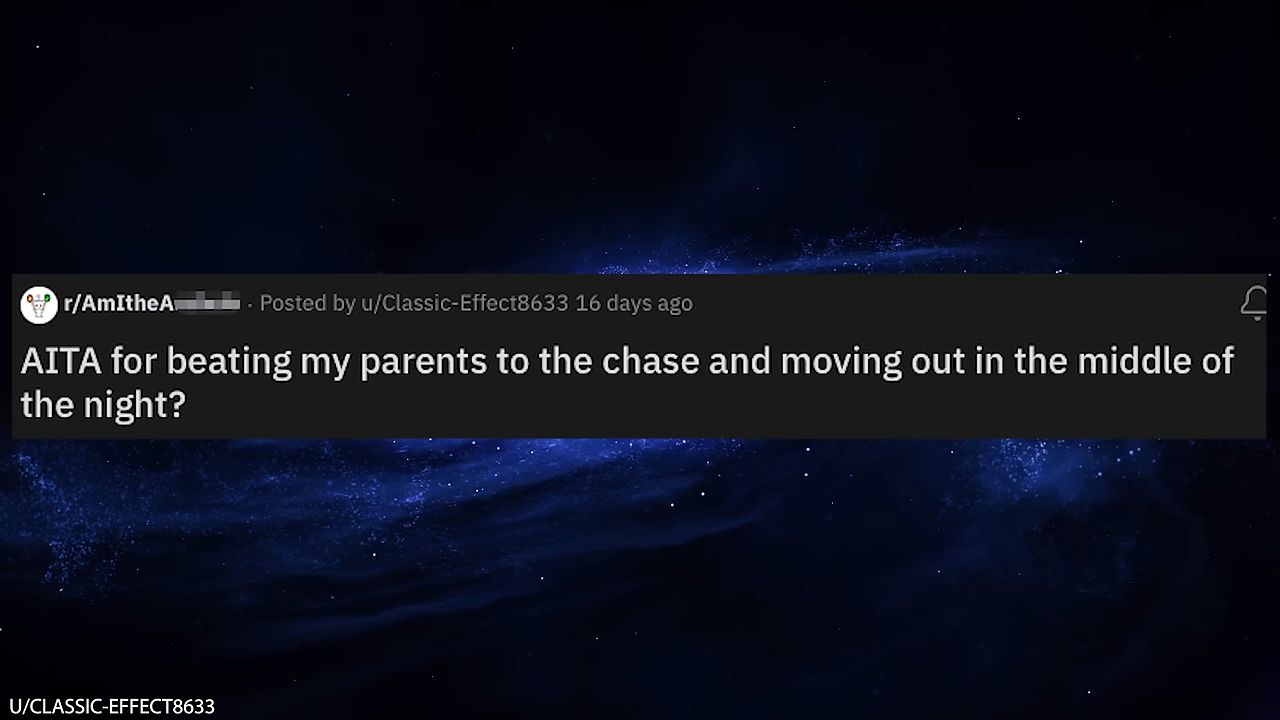 r/AmItheA · Posted by u/Classic-Effect8633 16 days ago
AITA for beating my parents to the chase and moving out in the middle of
the night?
U/CLASSIC-EFFECT8633